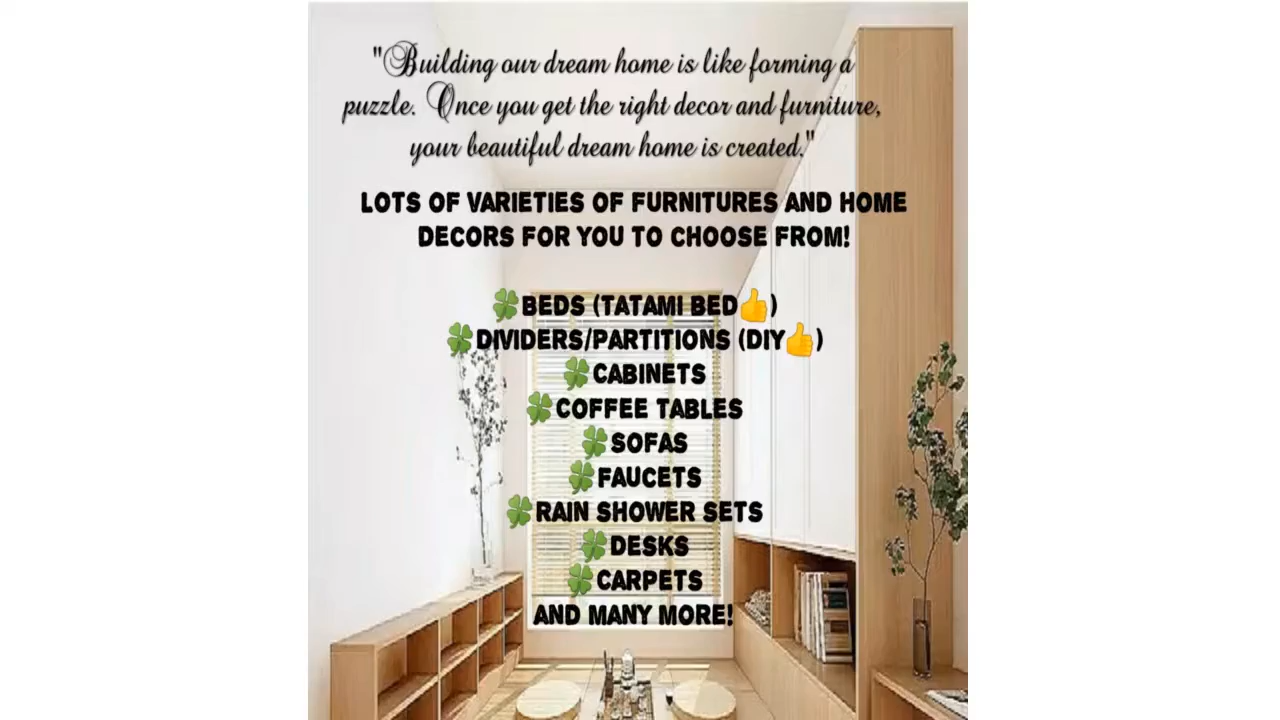 "Building our dream home is like forming a
puzzle. Once you get the right decor and furniture,
your beautiful dream home is created."
LOTS OF VARIETIES OF FURNITURES AND HOME
DECORS FOR YOU TO CHOOSE FROM!
🍀BEDS (TATAMI BED👍)
🍀DIVIDERS/PARTITIONS (DIY👍)
🍀CABINETS
🍀COFFEE TABLES
🍀SOFAS
🍀FAUCETS
🍀RAIN SHOWER SETS
🍀DESKS
🍀CARPETS
AND MANY MORE!